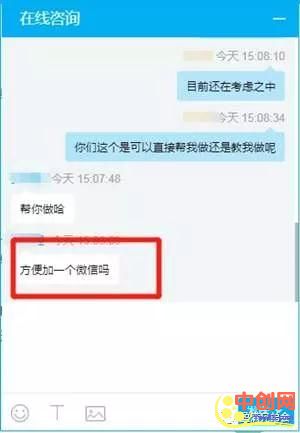 在线咨询
今天 15:08:10
目前还在考虑之中
今天 15:08:34
你们这个是可以直接帮我做还是教我做呢
今天 15:07:48
帮你做哈
今天
方便加一个微信吗
中创网